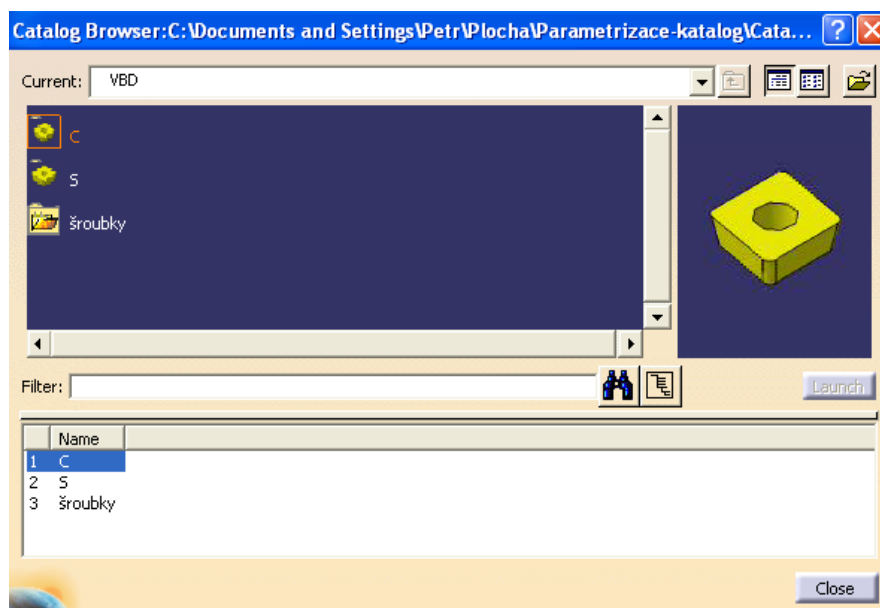 Catalog Browser:C:\Documents and Settings\Petr\Plocha\Parametrizace-katalog\Cata...
Current: VBD
C
S
šroubky
Filter:
Launch
Name
1 C
2 S
3 šroubky
Close